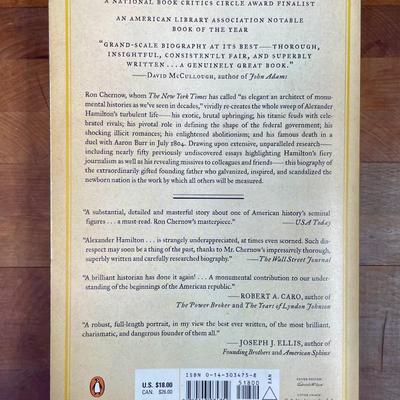 A NATIONAL BOOK CRITICS CIRCLE AWARD FINALIST
AN AMERICAN LIBRARY ASSOCIATION NOTABLE
BOOK OF THE YEAR
“GRAND-SCALE BIOGRAPHY AT ITS BEST—THOROUGH,
INSIGHTFUL, CONSISTENTLY FAIR, AND SUPERBLY
WRITTEN . . . A GENUINELY GREAT BOOK.”
—DAVID MCCULLOUGH, author of John Adams
Ron Chernow, whom The New York Times has called “as elegant an architect of monu-
mental histories as we’ve seen in decades,” vividly re-creates the whole sweep of Alexander
Hamilton’s turbulent life— his exotic, brutal upbringing; his titanic feuds with cele-
brated rivals; his pivotal role in defining the shape of the federal government; his
shocking illicit romances; his enlightened abolitionism; and his famous death in a
duel with Aaron Burr in July 1804. Drawing upon extensive, unparalleled research—
including nearly fifty previously undiscovered essays highlighting Hamilton’s fiery
journalism as well as his revealing missives to colleagues and friends— this biography of
the extraordinarily gifted founding father who galvanized, inspired, and scandalized the
newborn nation is the work by which all others will be measured.
“A substantial, detailed and masterful story about one of American history’s seminal
figures . . . a must-read. Ron Chernow’s masterpiece.” —USA Today
“Alexander Hamilton . . . is strangely underappreciated, at times even scorned. Such dis-
respect may soon be a thing of the past, thanks to Mr. Chernow’s impressively thorough,
superbly written and carefully researched biography.” —The Wall Street Journal
“A brilliant historian has done it again! . . . A monumental contribution to our under-
standing of the beginnings of the American republic.”
—ROBERT A. CARO, author of
The Power Broker and The Years of Lyndon Johnson
“A robust, full-length portrait, in my view the best ever written, of the most brilliant,
charismatic, and dangerous founder of them all.”
—JOSEPH J. ELLIS, author of
Founding Brothers and American Sphinx
ISBN 0-14-303475-8
51800
EAN
U.S. $18.00
CAN. $26.00